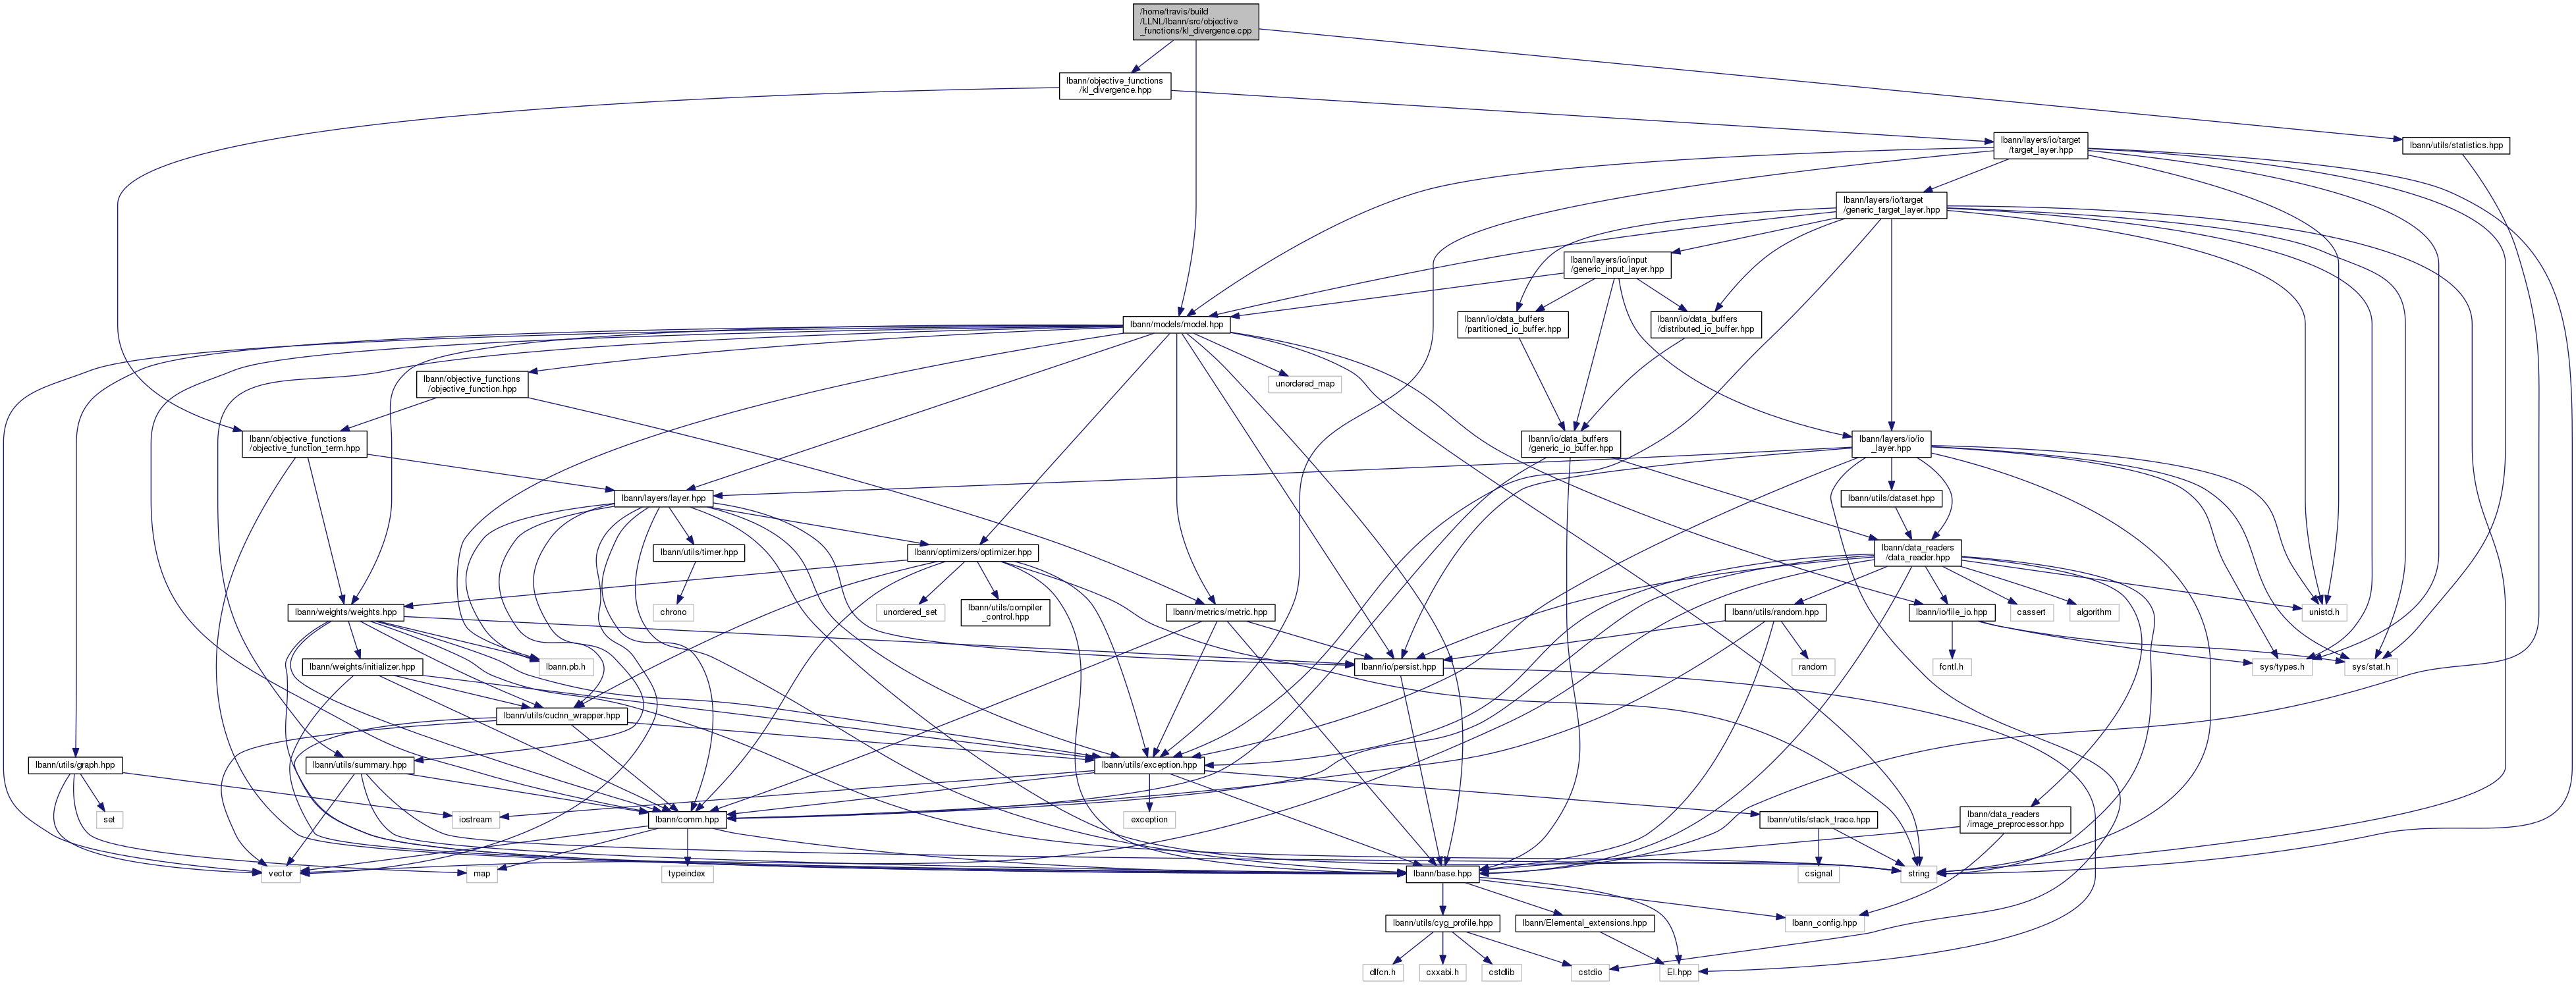 /home/travis/build
/LLNL/lbann/src/objective
_functions/kl_divergence.cpp
lbann/objective_functions
/kl_divergence.hpp
lbann/layers/io/target
/target_layer.hpp
lbann/utils/statistics.hpp
lbann/layers/io/target
/generic_target_layer.hpp
lbann/layers/io/input
/generic_input_layer.hpp
lbann/models/model.hpp
lbann/io/data_buffers
/partitioned_io_buffer.hpp
lbann/io/data_buffers
/distributed_io_buffer.hpp
lbann/objective_functions
/objective_function.hpp
unordered_map
lbann/objective_functions
/objective_function_term.hpp
lbann/io/data_buffers
/generic_io_buffer.hpp
lbann/layers/io/io
_layer.hpp
lbann/layers/layer.hpp
lbann/utils/dataset.hpp
lbann/utils/timer.hpp
lbann/optimizers/optimizer.hpp
lbann/data_readers
/data_reader.hpp
lbann/weights/weights.hpp
chrono
unordered_set
lbann/utils/compiler
_control.hpp
lbann/metrics/metric.hpp
lbann/utils/random.hpp
lbann/io/file_io.hpp
cassert
algorithm
unistd.h
lbann/weights/initializer.hpp
lbann.pb.h
lbann/io/persist.hpp
random
fcntl.h
sys/types.h
sys/stat.h
lbann/utils/cudnn_wrapper.hpp
lbann/utils/graph.hpp
lbann/utils/summary.hpp
lbann/utils/exception.hpp
set
iostream
lbann/comm.hpp
exception
lbann/utils/stack_trace.hpp
lbann/data_readers
/image_preprocessor.hpp
vector
map
typeindex
lbann/base.hpp
csignal
string
lbann/utils/cyg_profile.hpp
lbann/Elemental_extensions.hpp
lbann_config.hpp
dlfcn.h
cxxabi.h
cstdlib
cstdio
El.hpp